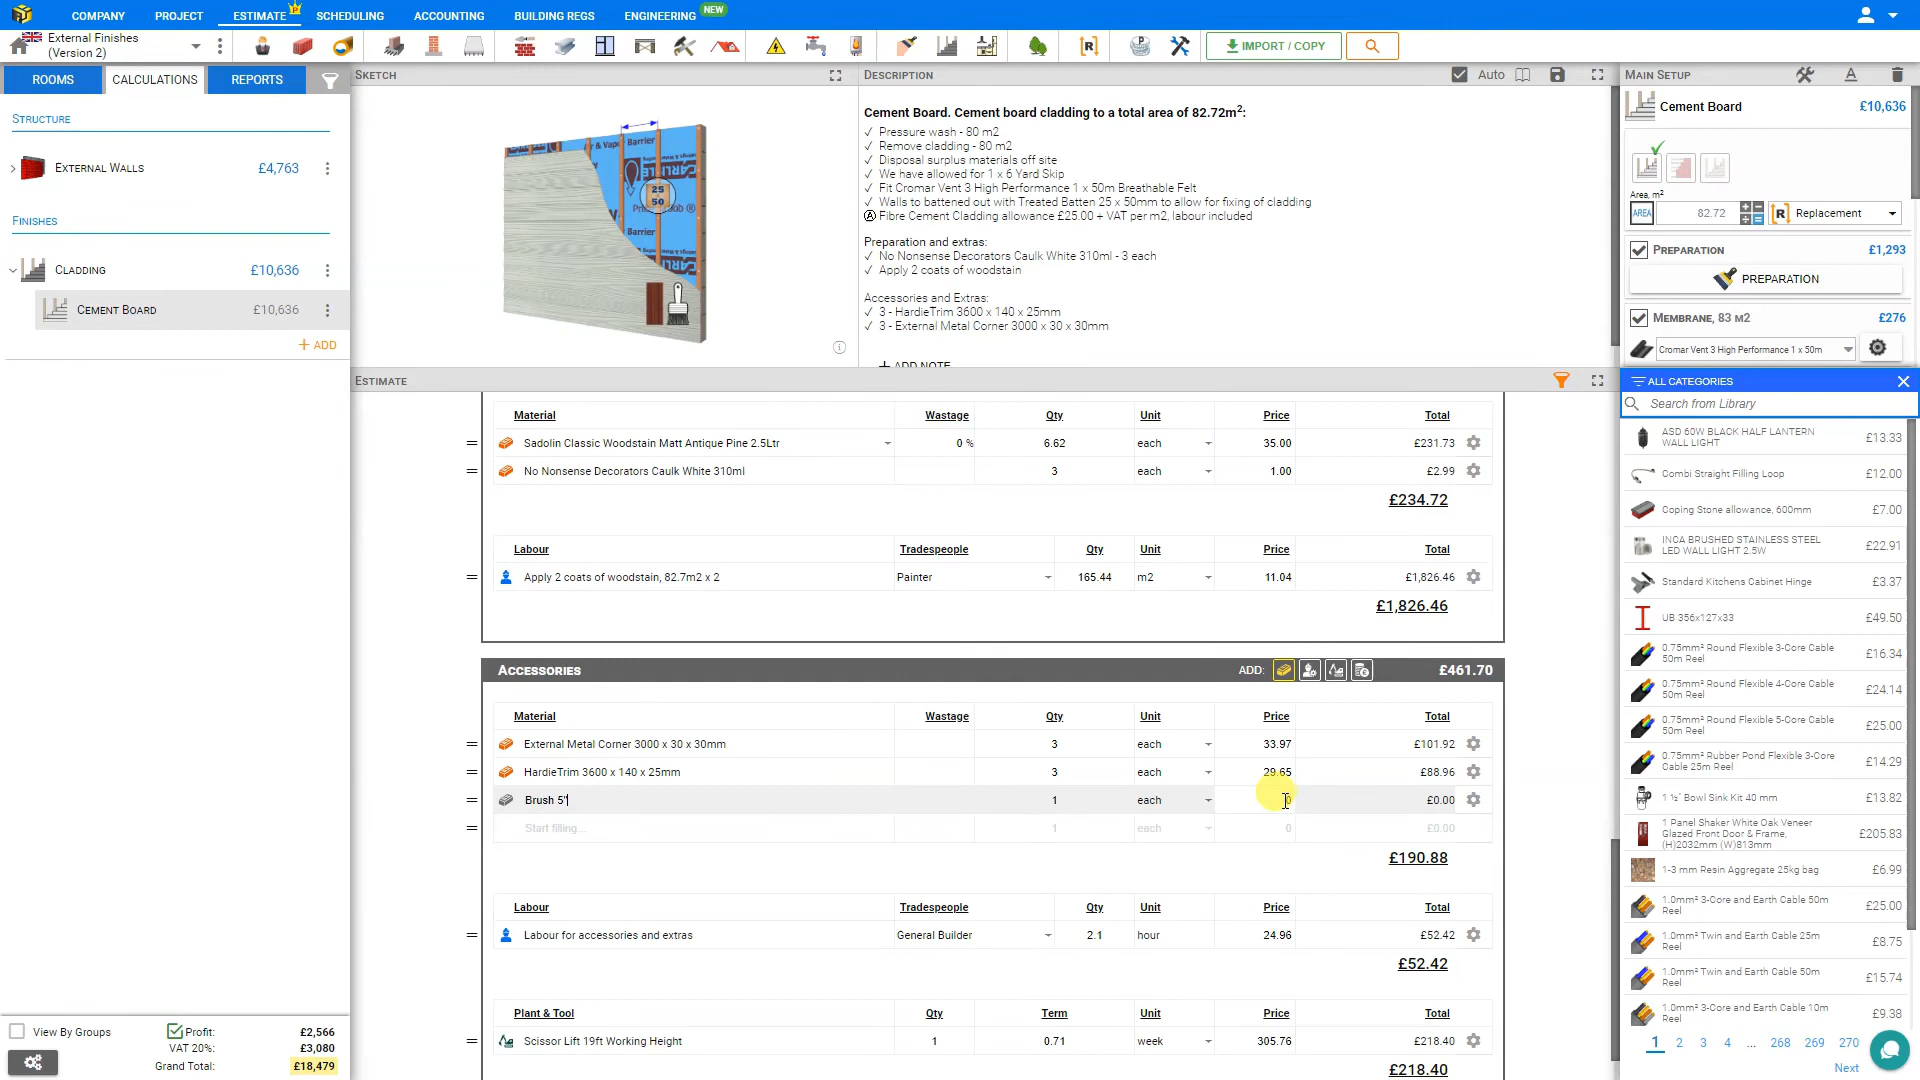 COMPANY PROJECT ESTIMATE SCHEDULING ACCOUNTING BUILDING REGS ENGINEERING NEW
External Finishes
(Version 2)
IMPORT / COPY
ROOMS CALCULATIONS REPORTS
STRUCTURE
EXTERNAL WALLS £4,763
FINISHES
CLADDING £10,636
CEMENT BOARD £10,636
+ ADD
View By Groups
Profit: £2,566
VAT 20%: £3,080
Grand Total: £18,479
SKETCH
25
50
DESCRIPTION
Auto
Cement Board. Cement board cladding to a total area of 82.72m2:
✓ Pressure wash - 80 m2
✓ Remove cladding - 80 m2
✓ Disposal surplus materials off site
✓ We have allowed for 1 x 6 Yard Skip
✓ Fit Cromar Vent 3 High Performance 1 x 50m Breathable Felt
✓ Walls to battened out with Treated Batten 25 x 50mm to allow for fixing of cladding
Ⓐ Fibre Cement Cladding allowance £25.00 + VAT per m2, labour included
Preparation and extras:
✓ No Nonsense Decorators Caulk White 310ml - 3 each
✓ Apply 2 coats of woodstain
Accessories and Extras:
✓ 3 - HardieTrim 3600 x 140 x 25mm
✓ 3 - External Metal Corner 3000 x 30 x 30mm
+ ADD NOTE
ESTIMATE
Material Wastage Qty Unit Price Total
Sadolin Classic Woodstain Matt Antique Pine 2.5Ltr 0 % 6.62 each 35.00 £231.73
No Nonsense Decorators Caulk White 310ml 3 each 1.00 £2.99
£234.72
Labour Tradespeople Qty Unit Price Total
Apply 2 coats of woodstain, 82.7m2 x 2 Painter 165.44 m2 11.04 £1,826.46
£1,826.46
ACCESSORIES ADD: £461.70
Material Wastage Qty Unit Price Total
External Metal Corner 3000 x 30 x 30mm 3 each 33.97 £101.92
HardieTrim 3600 x 140 x 25mm 3 each 29.65 £88.96
Brush 5" 1 each 0 £0.00
Start filling... 1 each 0 £0.00
£190.88
Labour Tradespeople Qty Unit Price Total
Labour for accessories and extras General Builder 2.1 hour 24.96 £52.42
£52.42
Plant & Tool Qty Term Unit Price Total
Scissor Lift 19ft Working Height 1 0.71 week 305.76 £218.40
£218.40
MAIN SETUP
Cement Board £10,636
Area, m2
AREA 82.72 Replacement
PREPARATION £1,293
PREPARATION
MEMBRANE, 83 M2 £276
Cromar Vent 3 High Performance 1 x 50m
ALL CATEGORIES
Search from Library
ASD 60W BLACK HALF LANTERN
WALL LIGHT £13.33
Combi Straight Filling Loop £12.00
Coping Stone allowance, 600mm £7.00
INCA BRUSHED STAINLESS STEEL
LED WALL LIGHT 2.5W £22.91
Standard Kitchens Cabinet Hinge £3.37
UB 356x127x33 £49.50
0.75mm² Round Flexible 3-Core Cable
50m Reel £16.34
0.75mm² Round Flexible 4-Core Cable
50m Reel £24.14
0.75mm² Round Flexible 5-Core Cable
50m Reel £25.00
0.75mm² Rubber Pond Flexible 3-Core
Cable 25m Reel £14.29
1 ½" Bowl Sink Kit 40 mm £13.82
1 Panel Shaker White Oak Veneer
Glazed Front Door & Frame,
(H)2032mm (W)813mm £205.83
1-3 mm Resin Aggregate 25kg bag £6.99
1.0mm² 3-Core and Earth Cable 50m
Reel £25.00
1.0mm² Twin and Earth Cable 25m
Reel £8.75
1.0mm² Twin and Earth Cable 50m
Reel £15.74
1.0mm² 3-Core and Earth Cable 10m
Reel £9.38
1 2 3 4 ... 268 269 270
Next